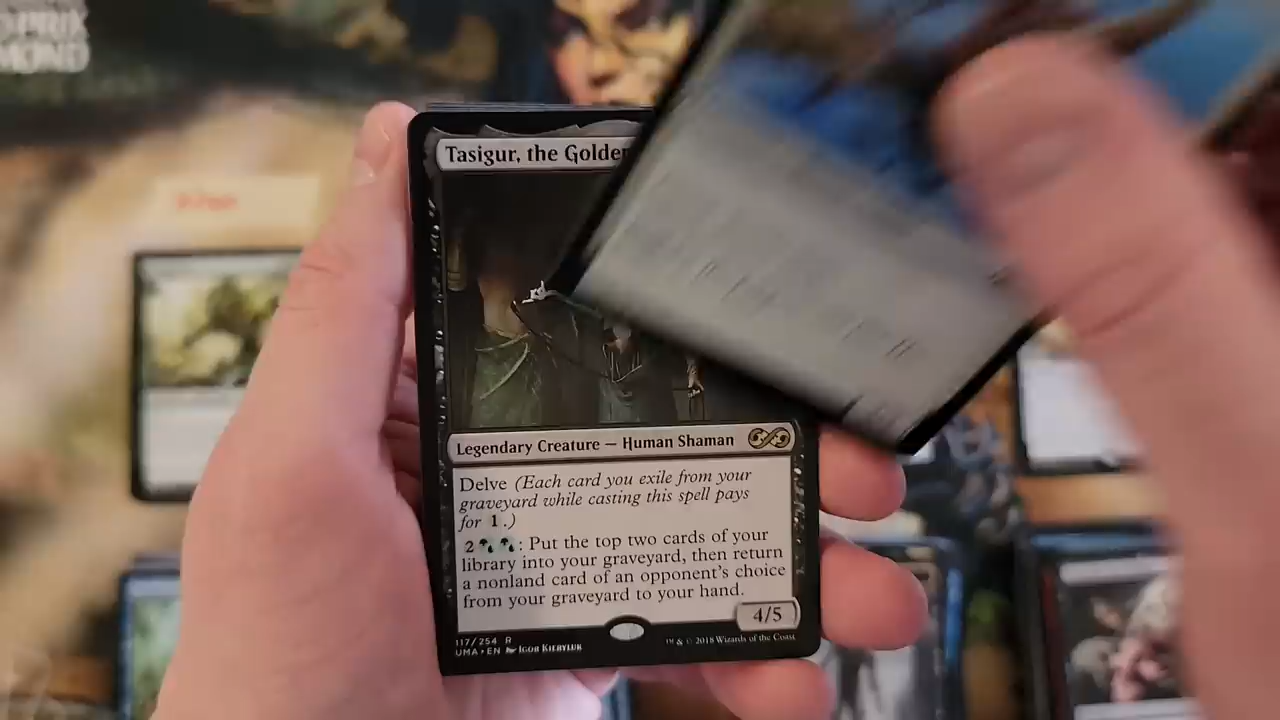 PRIX
MOND
Tasigur, the Golden
Legendary Creature — Human Shaman
Delve (Each card you exile from your
graveyard while casting this spell pays
for 1.)
2 : Put the top two cards of your
library into your graveyard, then return
a nonland card of an opponent's choice
from your graveyard to your hand.
4/5
117/254 R
UMA • EN Igor Kieryluk
™ & © 2018 Wizards of the Coast